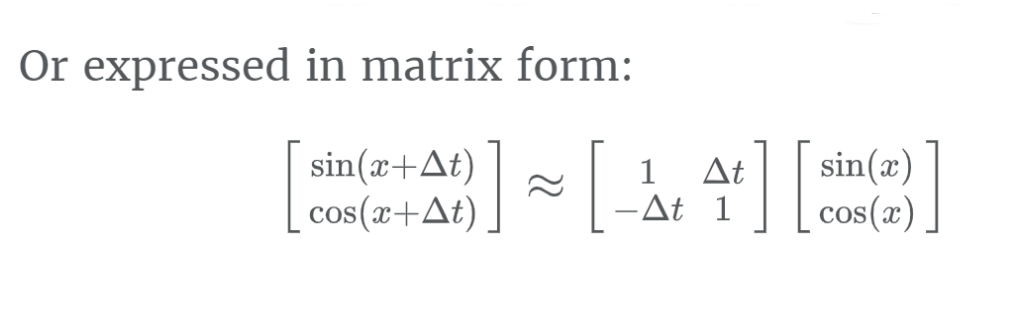 Or expressed in matrix form:
[ sin(x+Δt) ] ≈ [ 1 Δt ] [ sin(x) ]
[ cos(x+Δt) ] [ −Δt 1 ] [ cos(x) ]